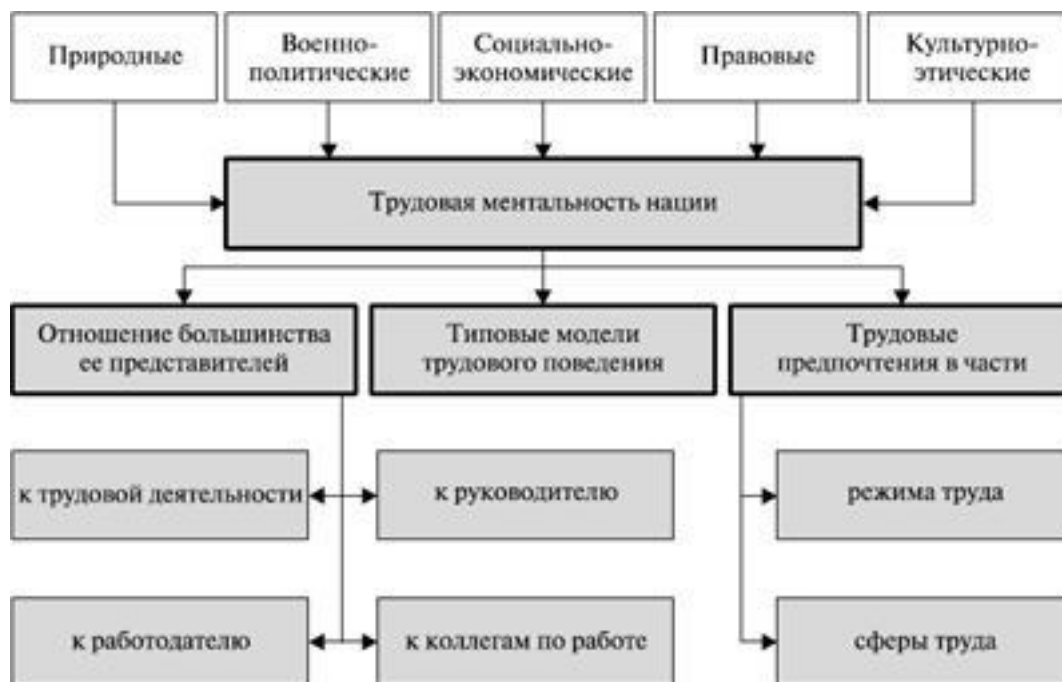 Природные
Военно-
политические
Социально-
экономические
Правовые
Культурно-
этические
Трудовая ментальность нации
Отношение большинства
ее представителей
Типовые модели
трудового поведения
Трудовые
предпочтения в части
к трудовой деятельности
к руководителю
режима труда
к работодателю
к коллегам по работе
сферы труда